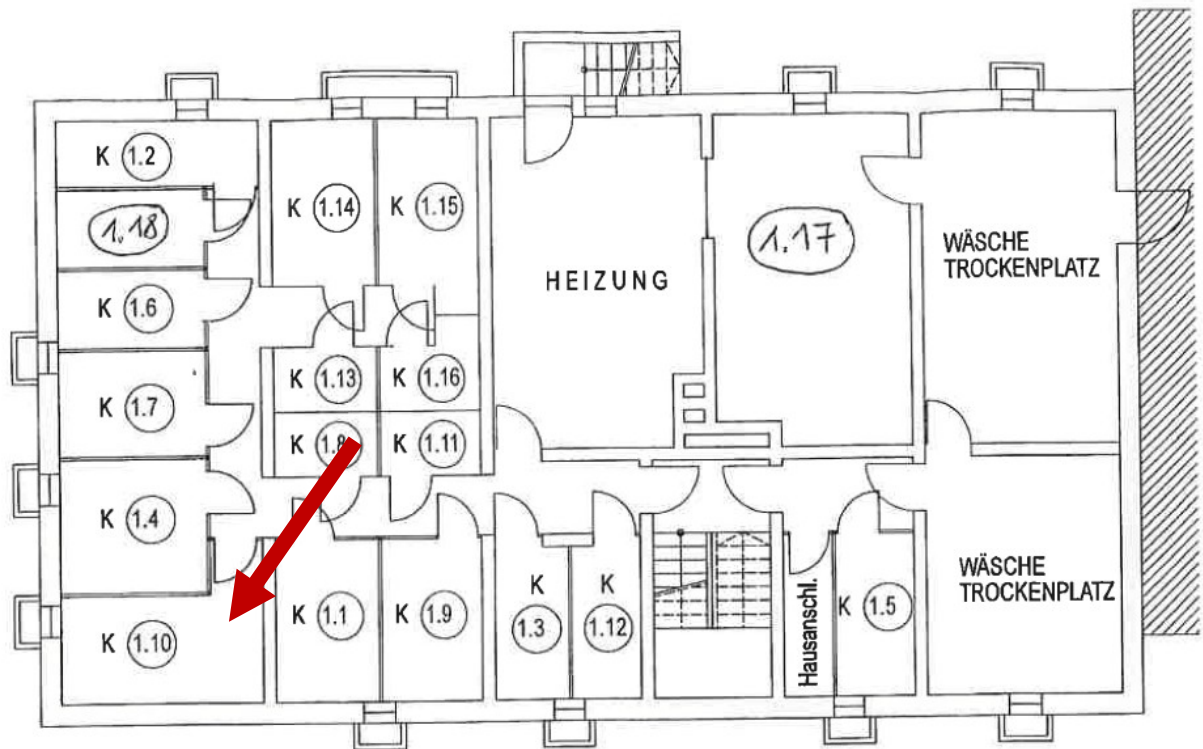 K 1.2
1.18
K 1.6
K 1.7
K 1.4
K 1.10
K 1.14
K 1.15
K 1.13
K 1.16
K 1.8
K 1.11
K 1.1
K 1.9
K 1.3
K 1.12
HEIZUNG
1.17
WÄSCHE
TROCKENPLATZ
WÄSCHE
TROCKENPLATZ
Hausanschl.
K 1.5